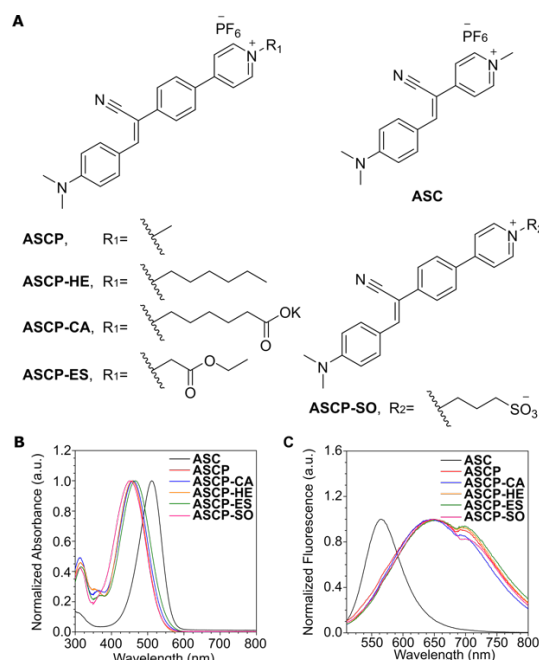 A
PF6 −
N + R1
N
N
PF6 −
N +
N
N
ASC
ASCP, R1=
ASCP-HE, R1=
ASCP-CA, R1= OK O
ASCP-ES, R1= O O
N + R2
N
N
ASCP-SO, R2= SO3 −
B
Normalized Absorbance (a.u.)
1.2
1.0
0.8
0.6
0.4
0.2
0.0
ASC
ASCP
ASCP-CA
ASCP-HE
ASCP-ES
ASCP-SO
300 400 500 600 700 800
Wavelength (nm)
C
Normalized Fluorescence (a.u.)
1.6
1.2
0.8
0.4
0.0
ASC
ASCP
ASCP-CA
ASCP-HE
ASCP-ES
ASCP-SO
550 600 650 700 750 800
Wavelength (nm)